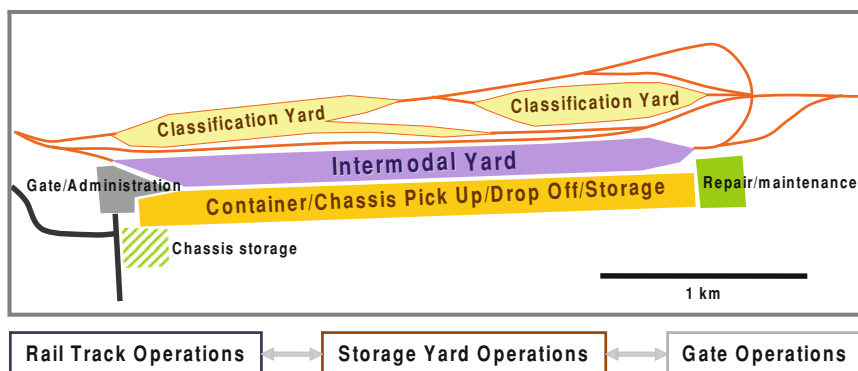 Classification Yard
Classification Yard
Intermodal Yard
Gate/Administration
Repair/maintenance
Container/Chassis Pick Up/Drop Off/Storage
Chassis storage
1 km
Rail Track Operations
Storage Yard Operations
Gate Operations